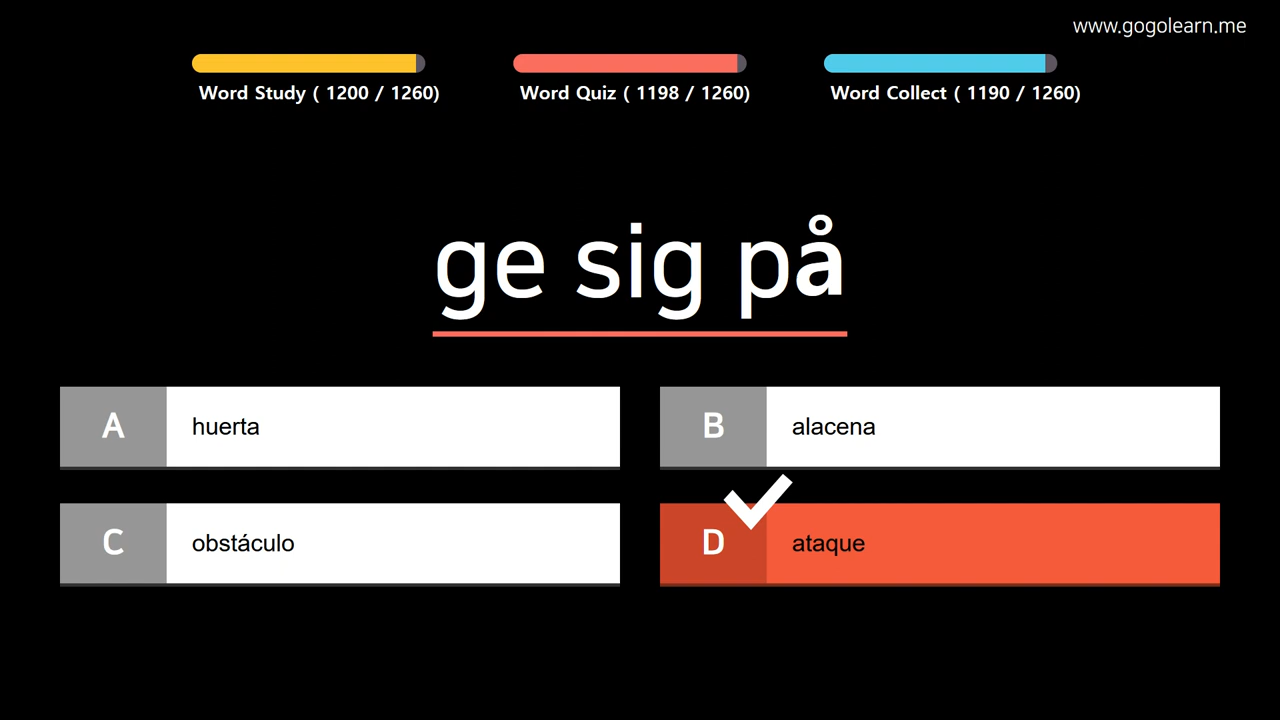 www.gogolearn.me
Word Study ( 1200 / 1260)
Word Quiz ( 1198 / 1260)
Word Collect ( 1190 / 1260)
ge sig på
A huerta
B alacena
C obstáculo
D ataque